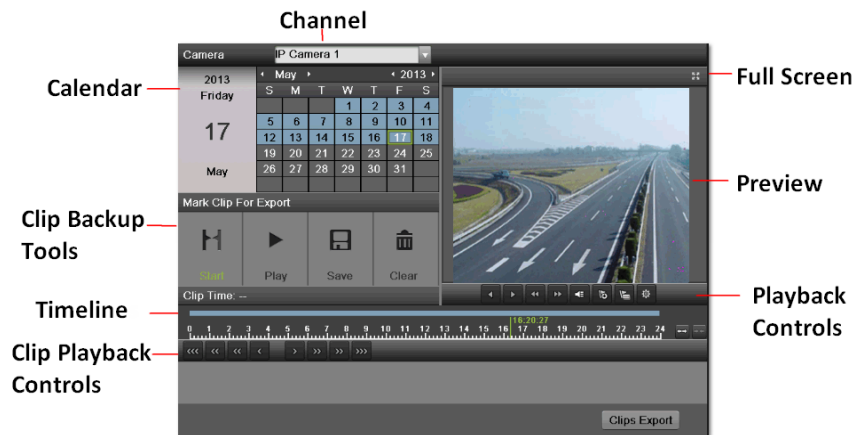 Channel
Camera IP Camera 1
Calendar
2013
Friday
17
May
May 2013
S M T W T F S
1 2 3 4
5 6 7 8 9 10 11
12 13 14 15 16 17 18
19 20 21 22 23 24 25
26 27 28 29 30 31
Full Screen
Preview
Mark Clip For Export
Clip Backup
Tools
Start Play Save Clear
Clip Time: --
Playback
Controls
Timeline
16:20:27
0 1 2 3 4 5 6 7 8 9 10 11 12 13 14 15 16 17 18 19 20 21 22 23 24
Clip Playback
Controls
Clips Export